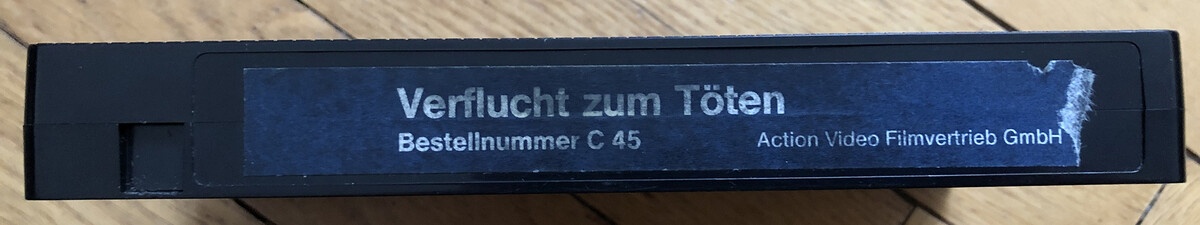 Verflucht zum Töten
Bestellnummer C 45
Action Video Filmvertrieb GmbH